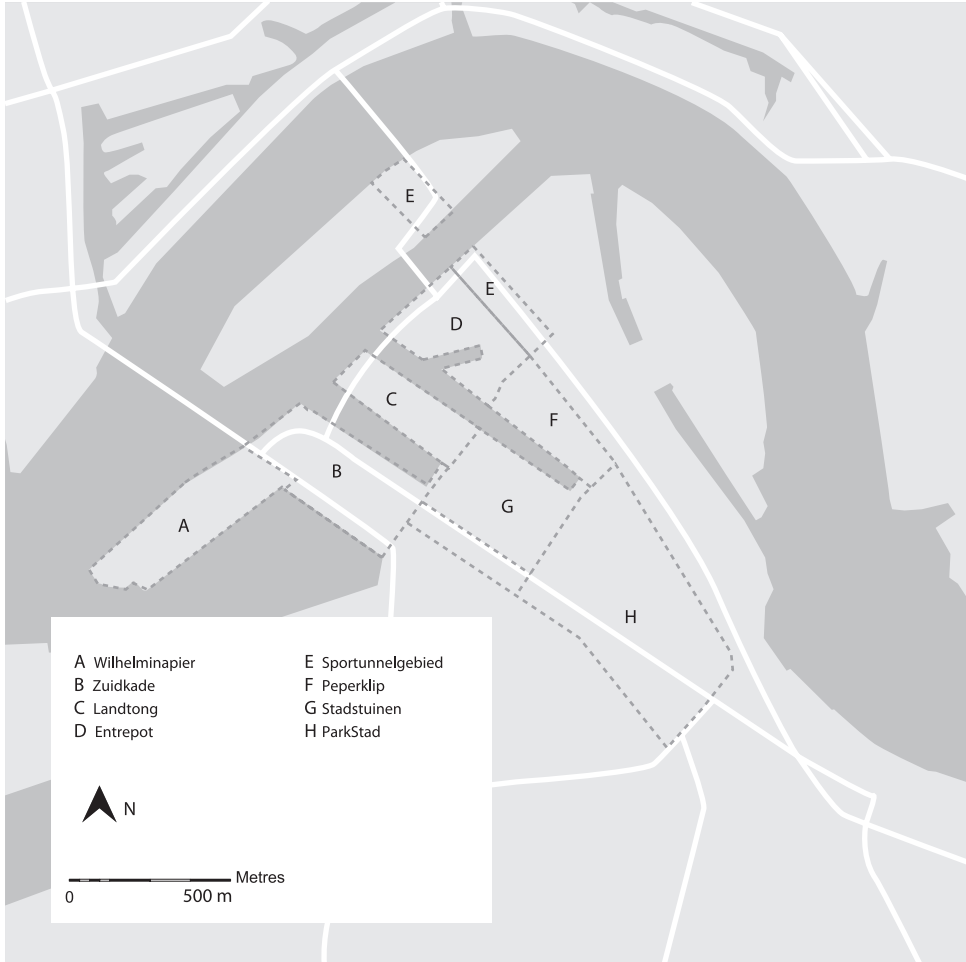 E
E
D
C
F
B
G
A
H
A Wilhelminapier
B Zuidkade
C Landtong
D Entrepot
E Sportunnelgebied
F Peperklip
G Stadstuinen
H ParkStad
N
Metres
0 500 m